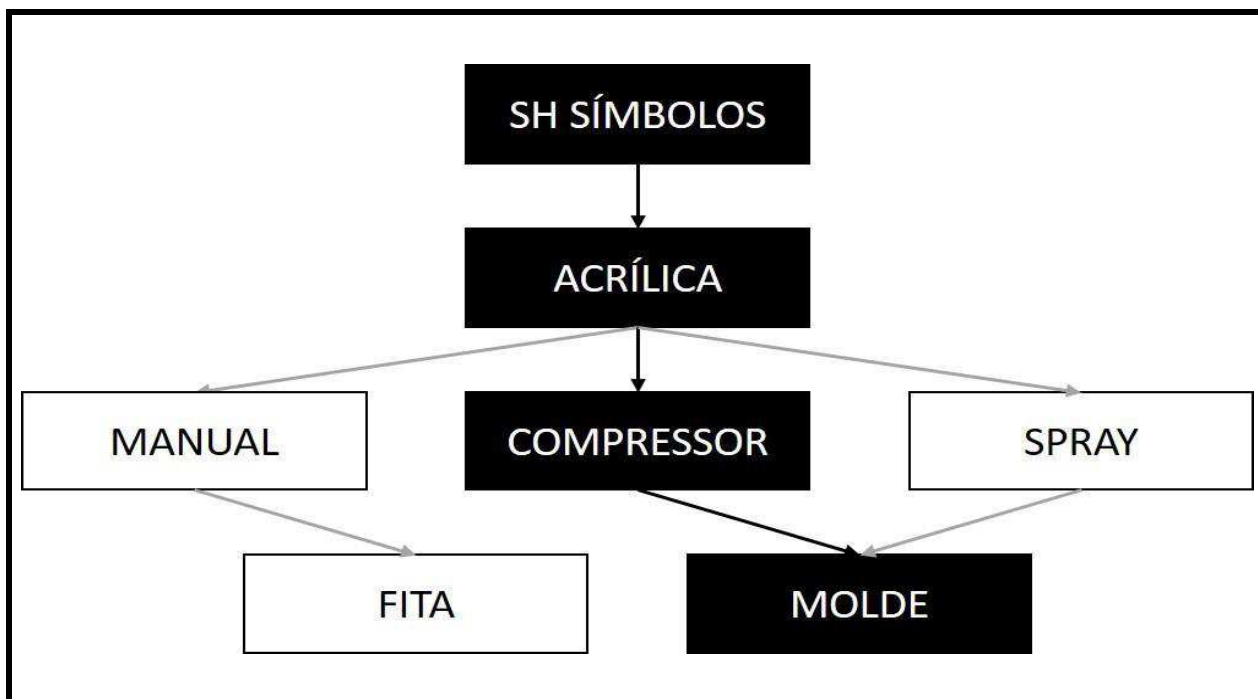 SH SÍMBOLOS
ACRÍLICA
MANUAL
COMPRESSOR
SPRAY
FITA
MOLDE